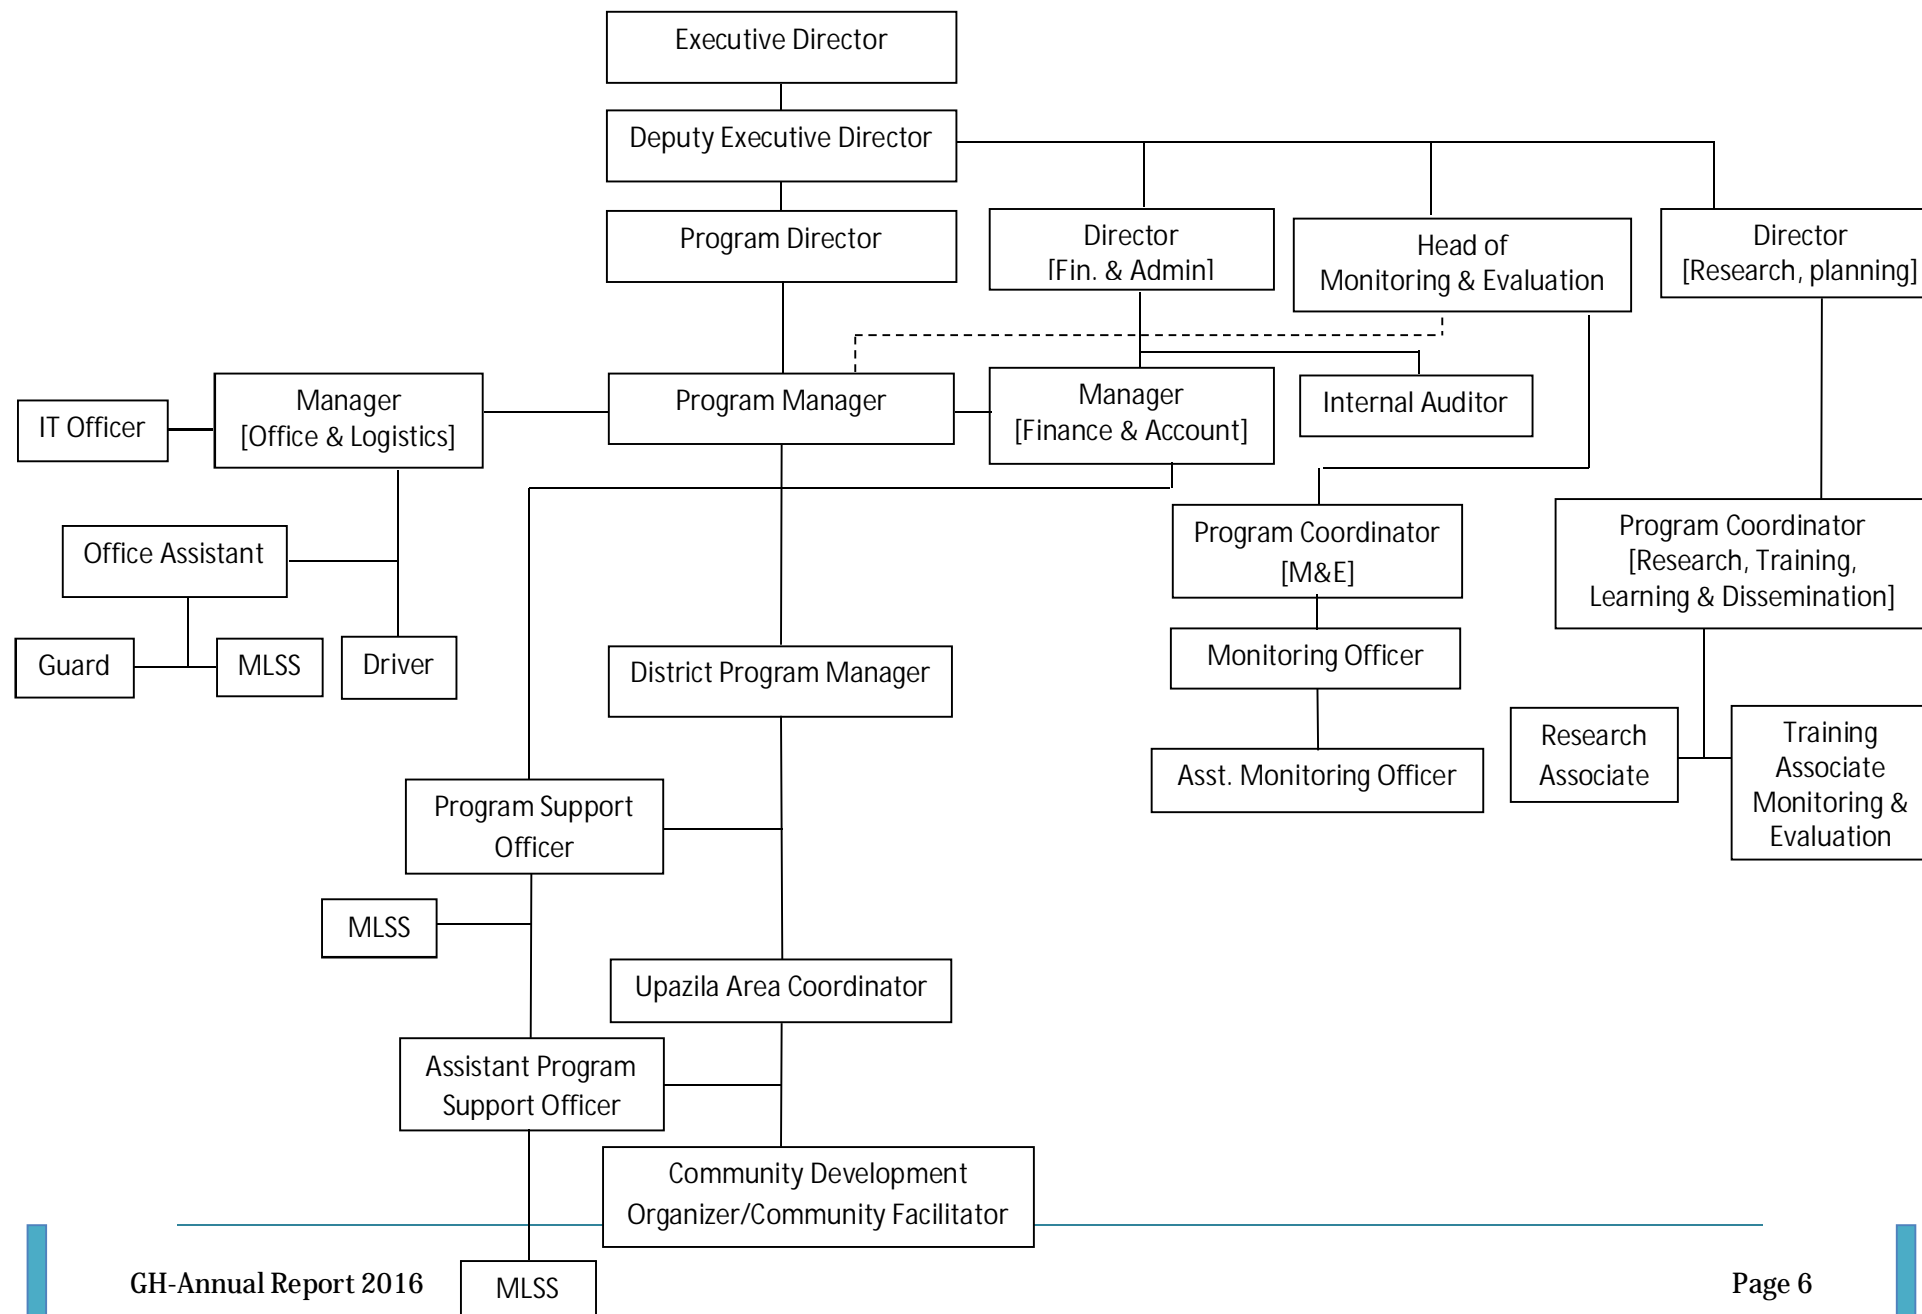 Executive Director
Deputy Executive Director
Program Director
Director
[Fin. & Admin]
Head of
Monitoring & Evaluation
Director
[Research, planning]
IT Officer
Manager
[Office & Logistics]
Program Manager
Manager
[Finance & Account]
Internal Auditor
Office Assistant
Program Coordinator
[M&E]
Program Coordinator
[Research, Training,
Learning & Dissemination]
Guard
MLSS
Driver
District Program Manager
Monitoring Officer
Asst. Monitoring Officer
Research
Associate
Training
Associate
Monitoring &
Evaluation
Program Support
Officer
MLSS
Upazila Area Coordinator
Assistant Program
Support Officer
Community Development
Organizer/Community Facilitator
GH-Annual Report 2016
MLSS
Page 6